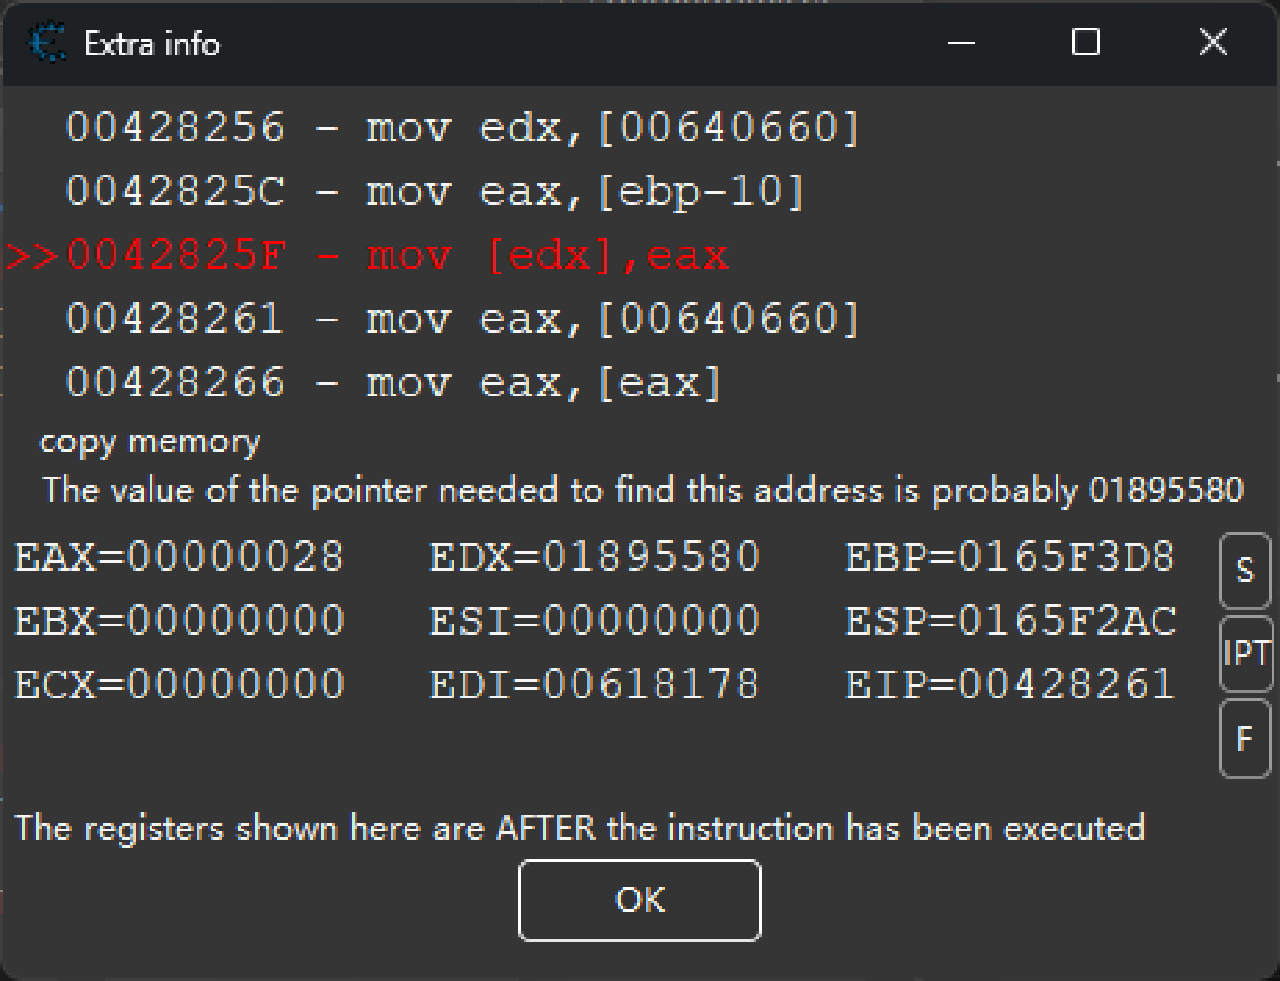 Extra info
00428256 - mov edx,[00640660]
0042825C - mov eax,[ebp-10]
>>0042825F - mov [edx],eax
00428261 - mov eax,[00640660]
00428266 - mov eax,[eax]
copy memory
The value of the pointer needed to find this address is probably 01895580
EAX=00000028 EDX=01895580 EBP=0165F3D8
S
EBX=00000000 ESI=00000000 ESP=0165F2AC
IPT
ECX=00000000 EDI=00618178 EIP=00428261
F
The registers shown here are AFTER the instruction has been executed
OK